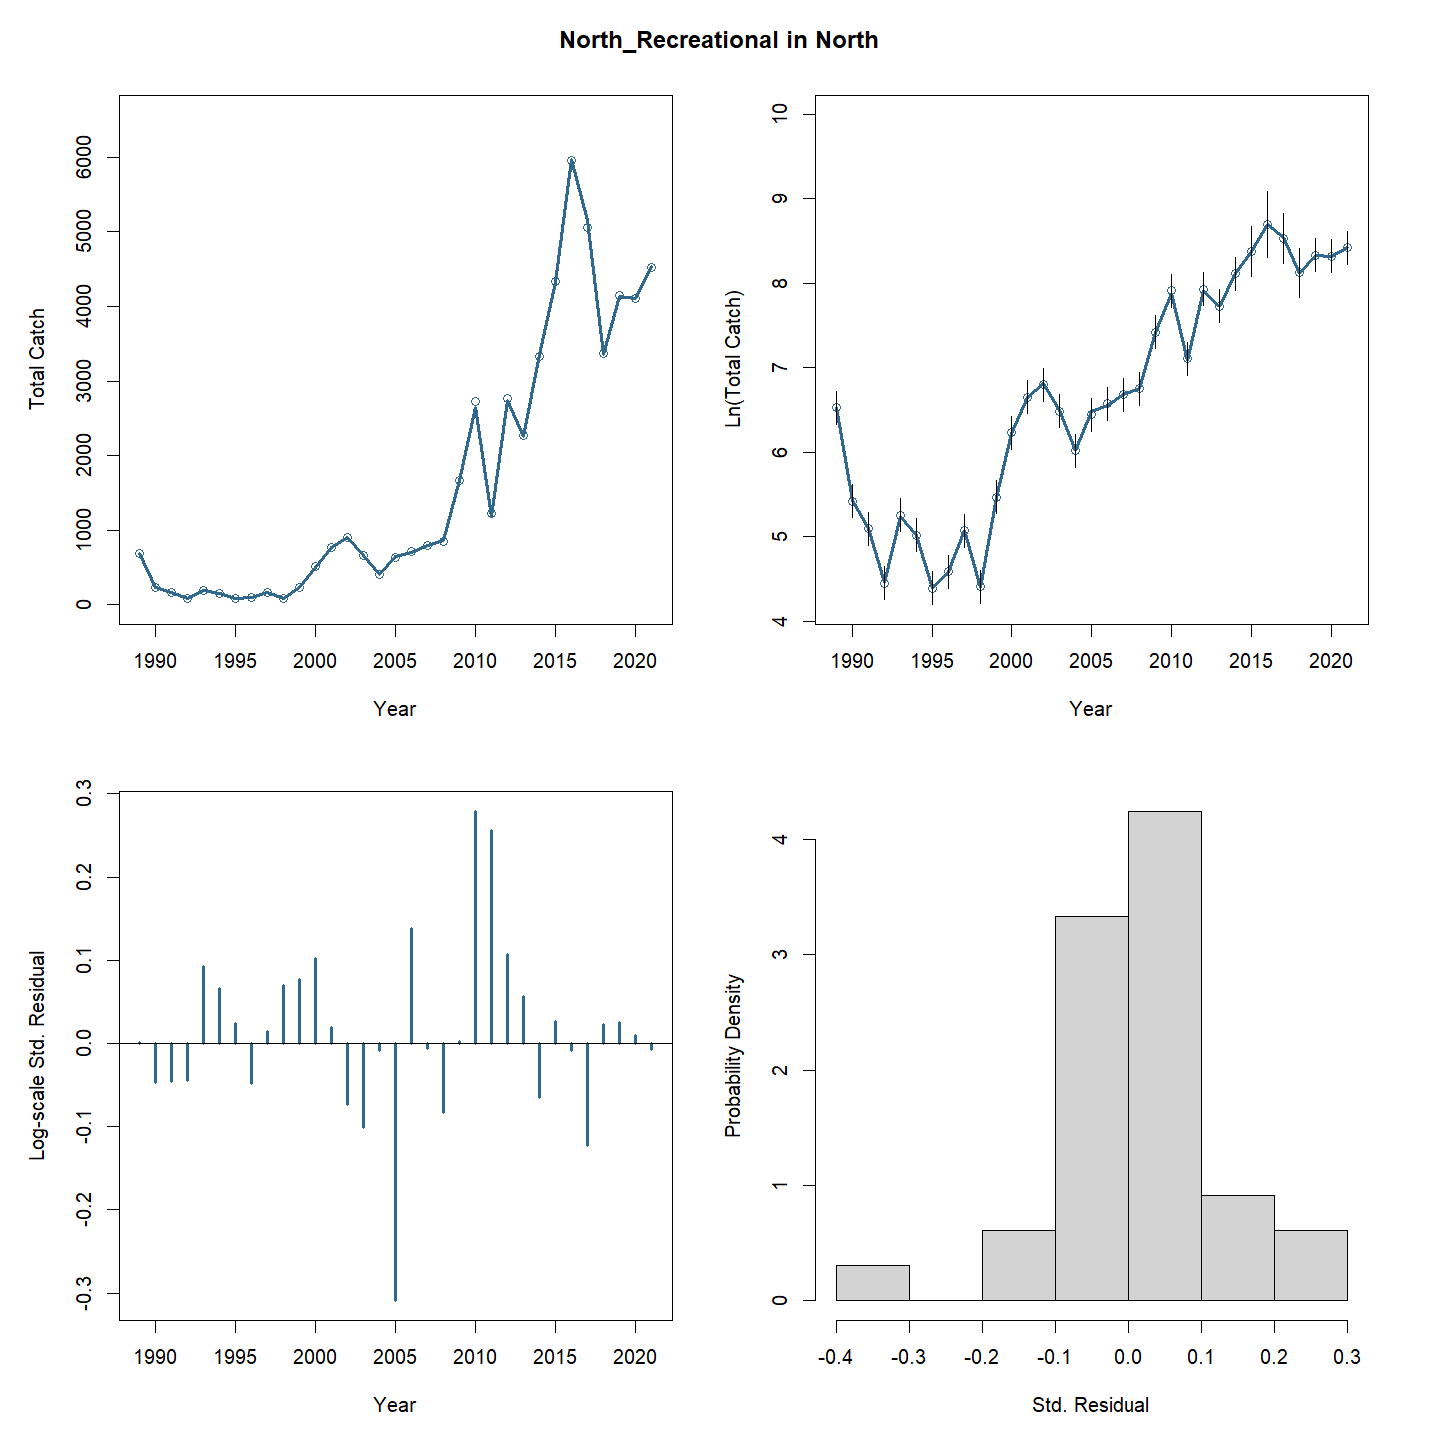 North_Recreational in North
Total Catch
6000
5000
4000
3000
2000
1000
0
1990 1995 2000 2005 2010 2015 2020
Year
Ln(Total Catch)
10
9
8
7
6
5
4
1990 1995 2000 2005 2010 2015 2020
Year
Log-scale Std. Residual
0.3
0.2
0.1
0.0
-0.1
-0.2
-0.3
1990 1995 2000 2005 2010 2015 2020
Year
Probability Density
4
3
2
1
0
-0.4 -0.3 -0.2 -0.1 0.0 0.1 0.2 0.3
Std. Residual